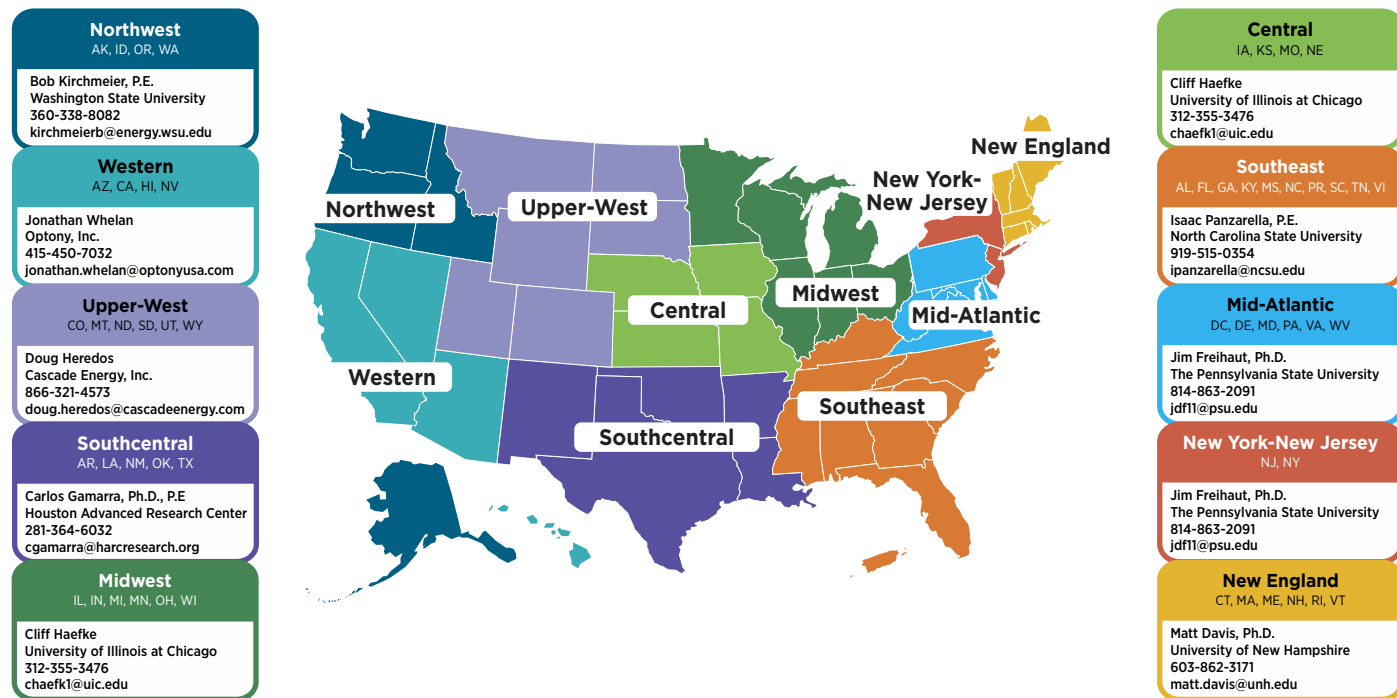 Northwest
AK, ID, OR, WA
Bob Kirchmeier, P.E.
Washington State University
360-338-8082
kirchmeierb@energy.wsu.edu
Western
AZ, CA, HI, NV
Jonathan Whelan
Optony, Inc.
415-450-7032
jonathan.whelan@optonyusa.com
Upper-West
CO, MT, ND, SD, UT, WY
Doug Heredos
Cascade Energy, Inc.
866-321-4573
doug.heredos@cascadeenergy.com
Southcentral
AR, LA, NM, OK, TX
Carlos Gamarra, Ph.D., P.E
Houston Advanced Research Center
281-364-6032
cgamarra@harcresearch.org
Midwest
IL, IN, MI, MN, OH, WI
Cliff Haefke
University of Illinois at Chicago
312-355-3476
chaefk1@uic.edu
New England
New York-
New Jersey
Northwest
Upper-West
Midwest
Central
Mid-Atlantic
Western
Southeast
Southcentral
Central
IA, KS, MO, NE
Cliff Haefke
University of Illinois at Chicago
312-355-3476
chaefk1@uic.edu
Southeast
AL, FL, GA, KY, MS, NC, PR, SC, TN, VI
Isaac Panzarella, P.E.
North Carolina State University
919-515-0354
ipanzarella@ncsu.edu
Mid-Atlantic
DC, DE, MD, PA, VA, WV
Jim Freihaut, Ph.D.
The Pennsylvania State University
814-863-2091
jdf11@psu.edu
New York-New Jersey
NJ, NY
Jim Freihaut, Ph.D.
The Pennsylvania State University
814-863-2091
jdf11@psu.edu
New England
CT, MA, ME, NH, RI, VT
Matt Davis, Ph.D.
University of New Hampshire
603-862-3171
matt.davis@unh.edu